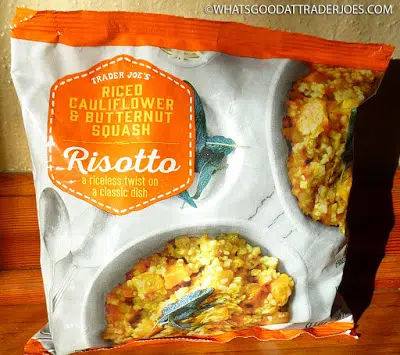 ©WHATSGOODATTRADERJOES.COM
TRADER JOE'S
RICED
CAULIFLOWER
& BUTTERNUT
SQUASH
Risotto
a riceless twist on
a classic dish